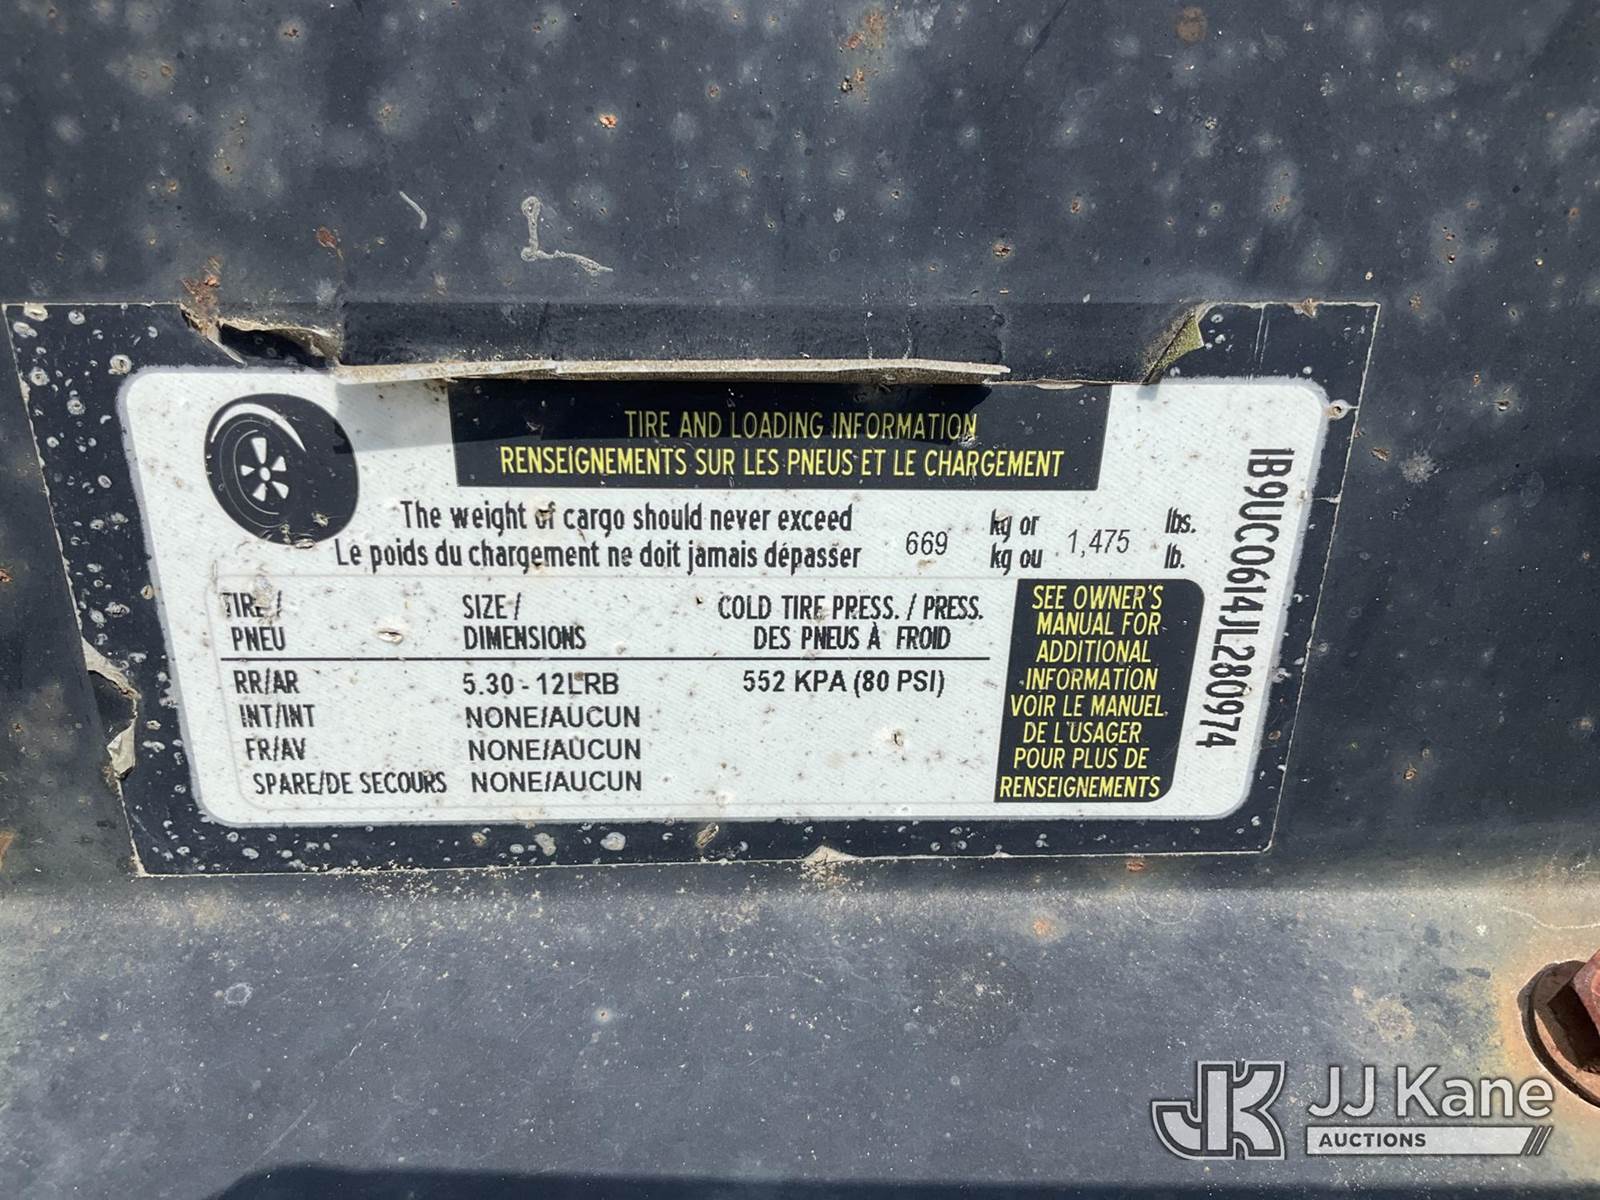 TIRE AND LOADING INFORMATION
RENSEIGNEMENTS SUR LES PNEUS ET LE CHARGEMENT
The weight of cargo should never exceed 669 kg or 1,475 lbs.
Le poids du chargement ne doit jamais dépasser kg ou lb.
TIRE / SIZE / COLD TIRE PRESS. / PRESS.
PNEU DIMENSIONS DES PNEUS À FROID
RR/AR 5.30 - 12LRB 552 KPA (80 PSI)
INT/INT NONE/AUCUN
FR/AV NONE/AUCUN
SPARE/DE SECOURS NONE/AUCUN
SEE OWNER'S
MANUAL FOR
ADDITIONAL
INFORMATION
VOIR LE MANUEL
DE L'USAGER
POUR PLUS DE
RENSEIGNEMENTS
1B9UC0614JL280974
JK JJ Kane
AUCTIONS